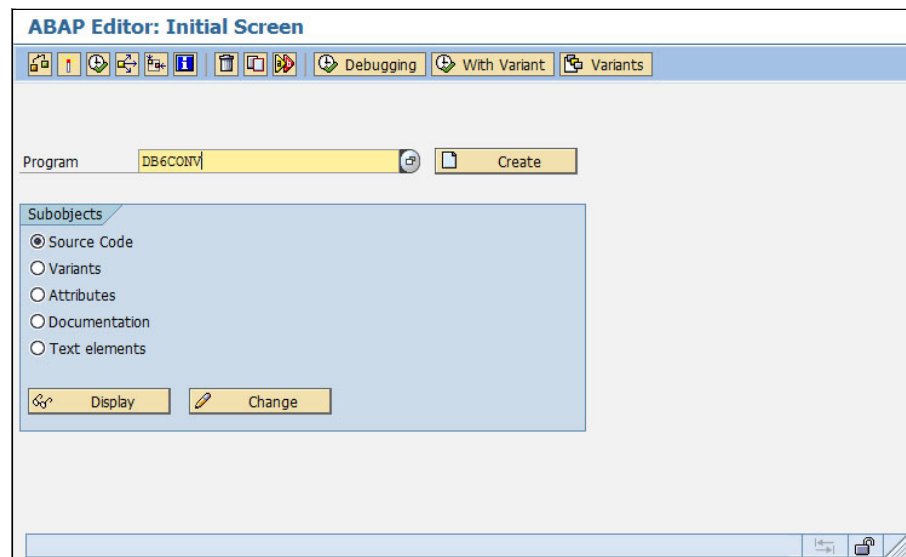 ABAP Editor: Initial Screen
Debugging With Variant Variants
Program DB6CONV Create
Subobjects
Source Code
Variants
Attributes
Documentation
Text elements
Display Change